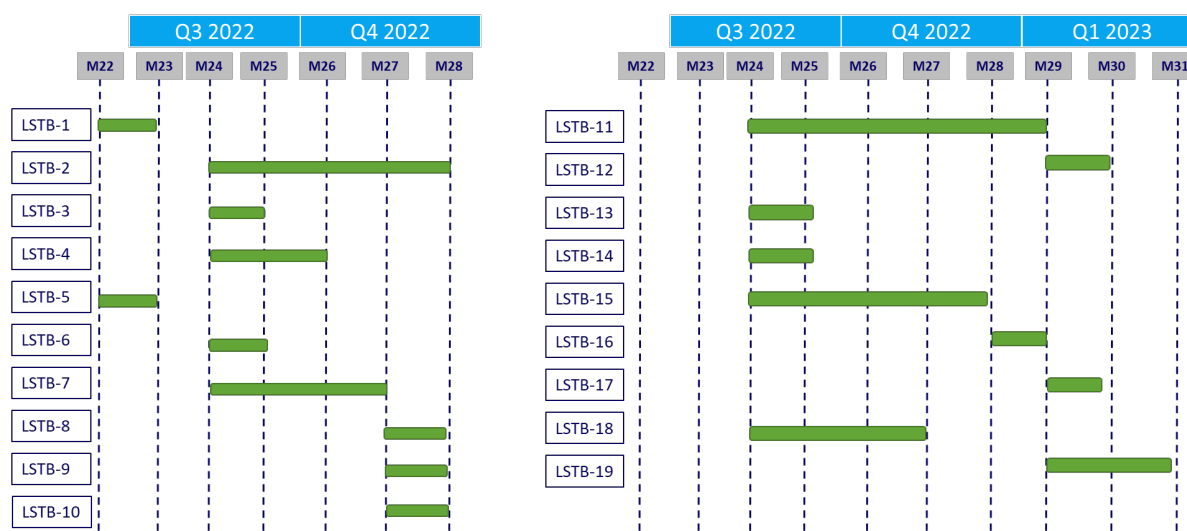 Q3 2022 Q4 2022
M22 M23 M24 M25 M26 M27 M28
LSTB-1
LSTB-2
LSTB-3
LSTB-4
LSTB-5
LSTB-6
LSTB-7
LSTB-8
LSTB-9
LSTB-10
Q3 2022 Q4 2022 Q1 2023
M22 M23 M24 M25 M26 M27 M28 M29 M30 M31
LSTB-11
LSTB-12
LSTB-13
LSTB-14
LSTB-15
LSTB-16
LSTB-17
LSTB-18
LSTB-19